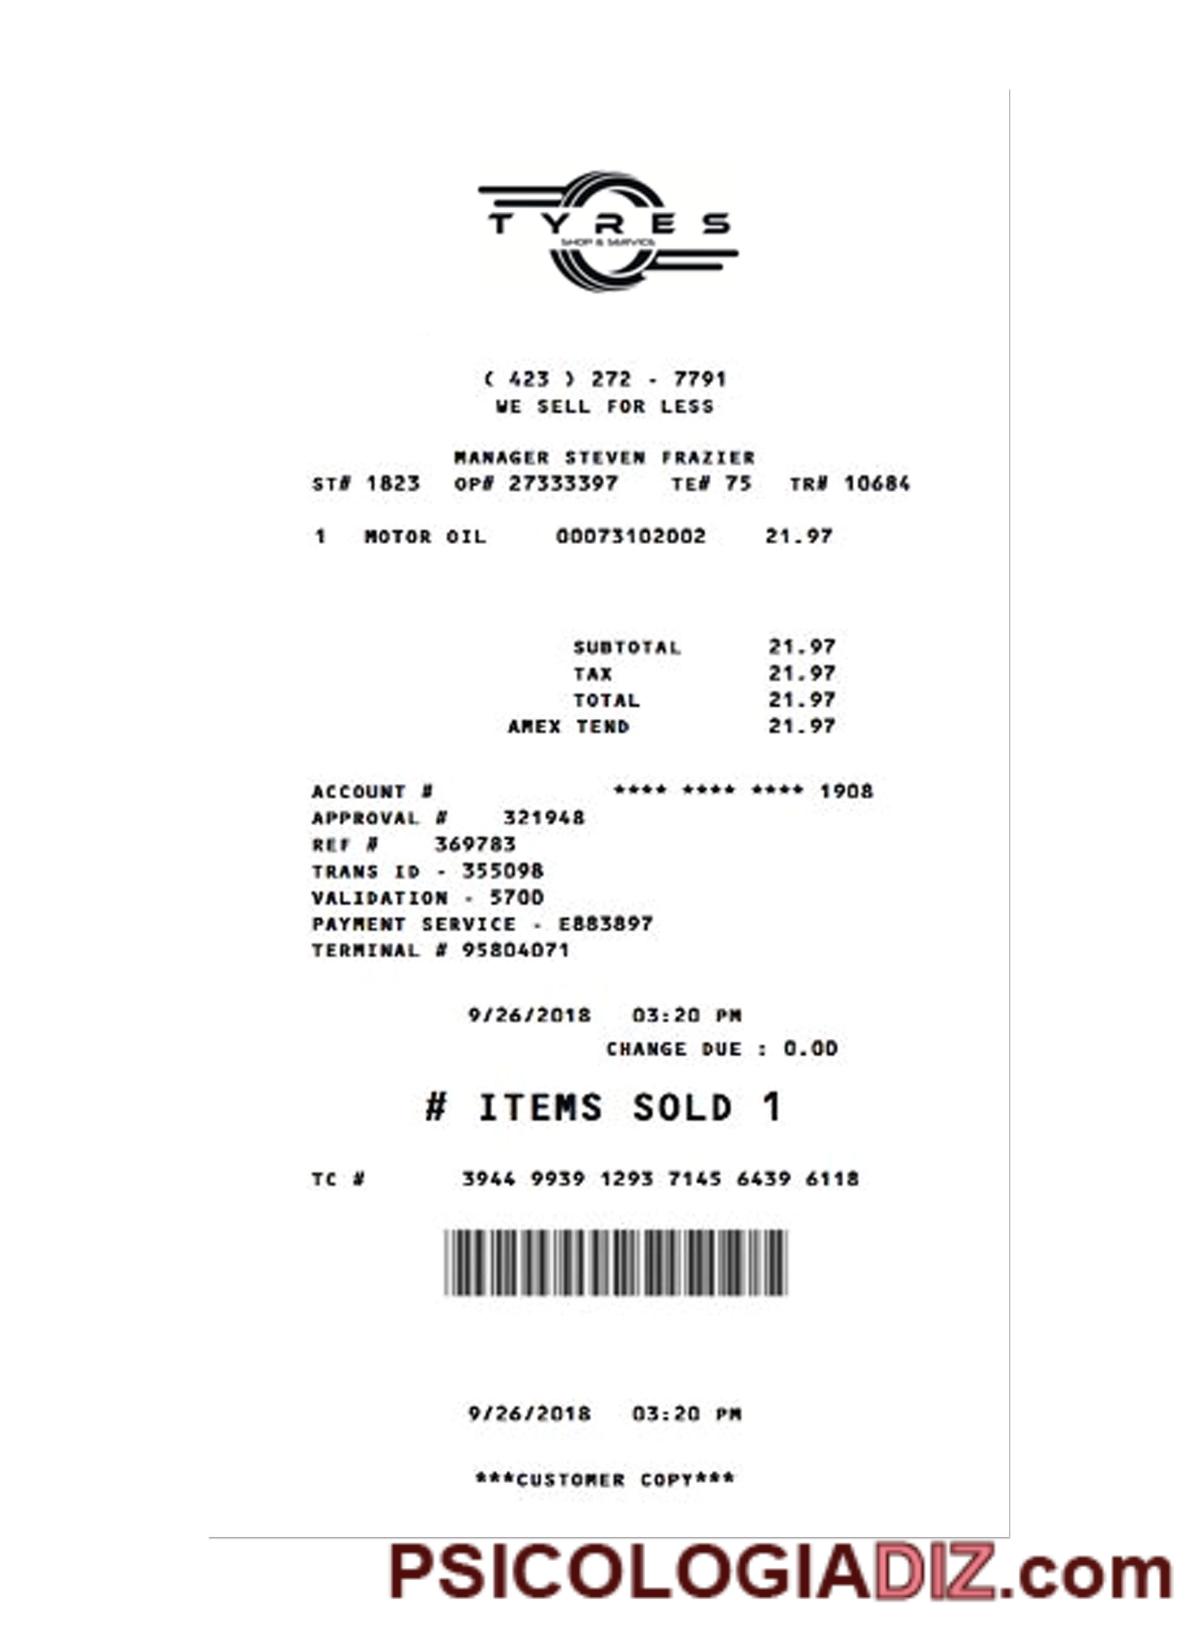 TYRES
SHOP & SERVICE
( 423 ) 272 - 7791
WE SELL FOR LESS
MANAGER STEVEN FRAZIER
ST# 1823 OP# 27333397 TE# 75 TR# 10684
1 MOTOR OIL 00073102002 21.97
SUBTOTAL 21.97
TAX 21.97
TOTAL 21.97
AMEX TEND 21.97
ACCOUNT # **** **** **** 1908
APPROVAL # 321948
REF # 369783
TRANS ID - 355098
VALIDATION - 5700
PAYMENT SERVICE - E883897
TERMINAL # 95804071
9/26/2018 03:20 PM
CHANGE DUE : 0.00
# ITEMS SOLD 1
TC # 3944 9939 1293 7145 6439 6118
9/26/2018 03:20 PM
***CUSTOMER COPY***
PSICOLOGIADIZ.com